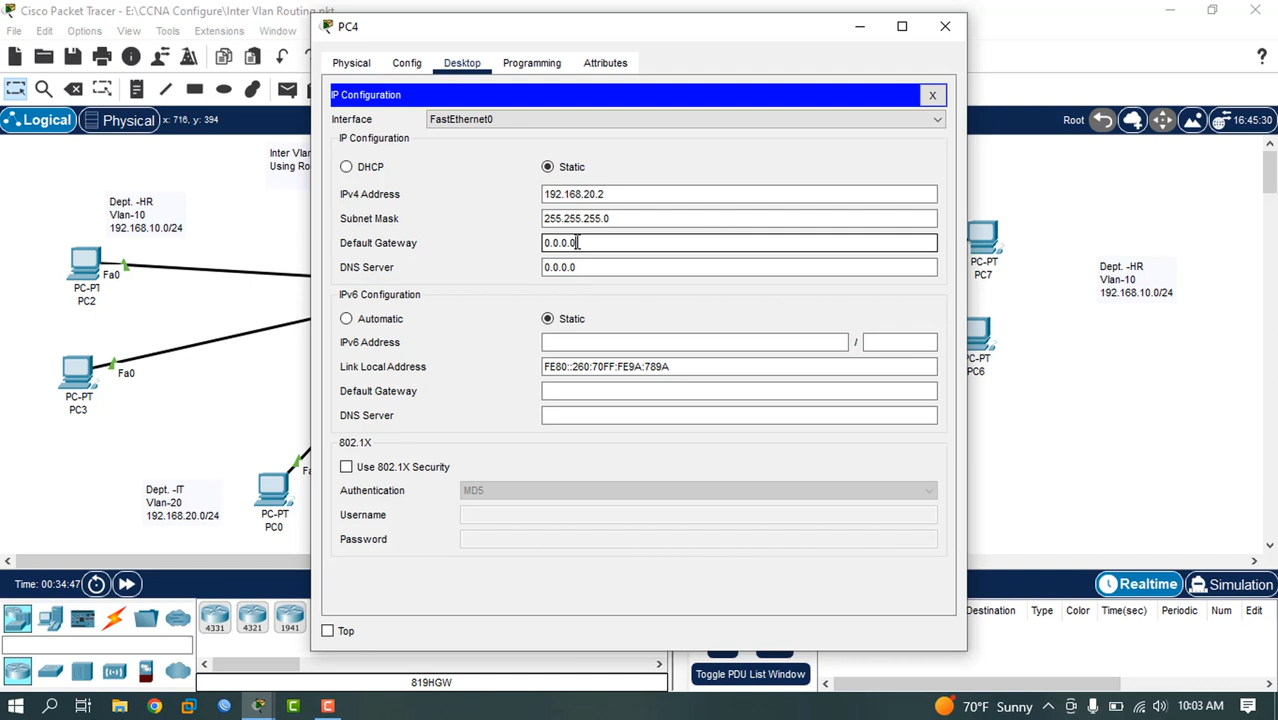 Cisco Packet Tracer - E:\CCNA Configure\Inter Vlan Routing.pkt
File Edit Options View Tools Extensions Window
Logical Physical x: 716, y: 394
Root 16:45:30
PC4
Physical Config Desktop Programming Attributes
IP Configuration X
Interface FastEthernet0
IP Configuration
DHCP Static
IPv4 Address 192.168.20.2
Subnet Mask 255.255.255.0
Default Gateway 0.0.0.0
DNS Server 0.0.0.0
IPv6 Configuration
Automatic Static
IPv6 Address /
Link Local Address FE80::260:70FF:FE9A:789A
Default Gateway
DNS Server
802.1X
Use 802.1X Security
Authentication MD5
Username
Password
Top
Inter Vlan
Using
Dept. -HR
Vlan-10
192.168.10.0/24
Fa0
PC-PT
PC2
Fa0
PC-PT
PC3
Dept. -IT
Vlan-20
192.168.20.0/24
PC-PT
PC0
PC-PT
PC7
PC-PT
PC6
Dept. -HR
Vlan-10
192.168.10.0/24
Time: 00:34:47
Realtime Simulation
4331 4321 1941
819HGW
Toggle PDU List Window
Destination Type Color Time(sec) Periodic Num Edit
70°F Sunny 10:03 AM